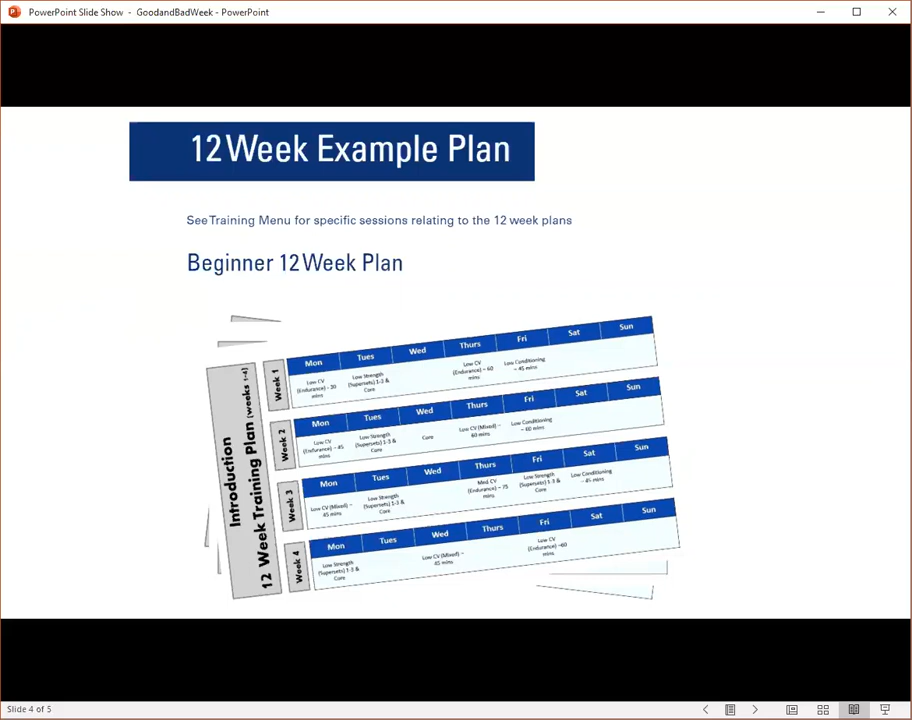 PowerPoint Slide Show - GoodandBadWeek - PowerPoint
12 Week Example Plan
See Training Menu for specific sessions relating to the 12 week plans
Beginner 12 Week Plan
Introduction
12 Week Training Plan (weeks 1-4)
Week 1
Mon Tues Wed Thurs Fri Sat Sun
Low CV (Endurance) - 30 mins
Low Strength (Supersets) 1-3 & Core
Low CV (Endurance) - 60 mins
Low Conditioning - 45 mins
Week 2
Mon Tues Wed Thurs Fri Sat Sun
Low CV (Endurance) - 45 mins
Low Strength (Supersets) 1-3 & Core
Core
Low CV (Mixed) - 60 mins
Low Conditioning - 60 mins
Week 3
Mon Tues Wed Thurs Fri Sat Sun
Low CV (Mixed) - 45 mins
Low Strength (Supersets) 1-3 & Core
Med CV (Endurance) - 75 mins
Low Strength (Supersets) 1-3 & Core
Low Conditioning - 45 mins
Week 4
Mon Tues Wed Thurs Fri Sat Sun
Low Strength (Supersets) 1-3 & Core
Low CV (Mixed) - 45 mins
Low CV (Endurance) -60 mins
Slide 4 of 5